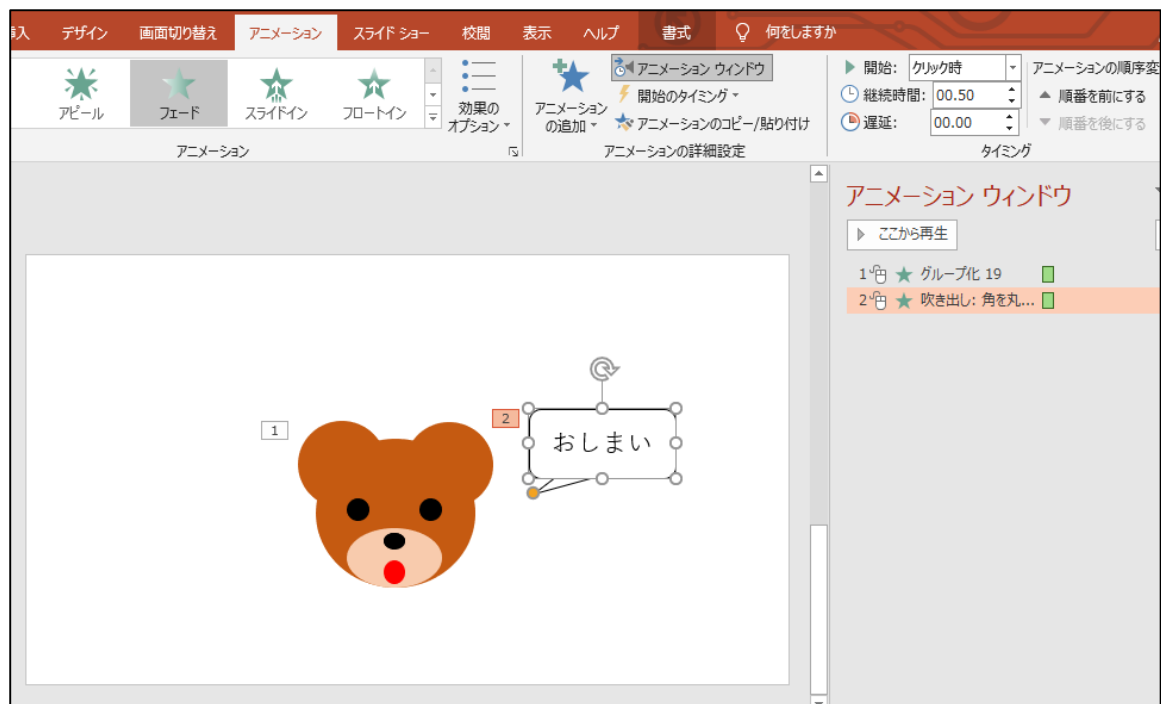 挿入 デザイン 画面切り替え アニメーション スライド ショー 校閲 表示 ヘルプ 書式 何をしますか
アピール フェード スライドイン フロートイン
効果の
オプション
アニメーション
アニメーション
の追加
アニメーション ウィンドウ
開始のタイミング
アニメーションのコピー/貼り付け
アニメーションの詳細設定
開始: クリック時
継続時間: 00.50
遅延: 00.00
アニメーションの順序変
順番を前にする
順番を後にする
タイミング
アニメーション ウィンドウ
ここから再生
1 グループ化 19
2 吹き出し: 角を丸...
1
2
おしまい